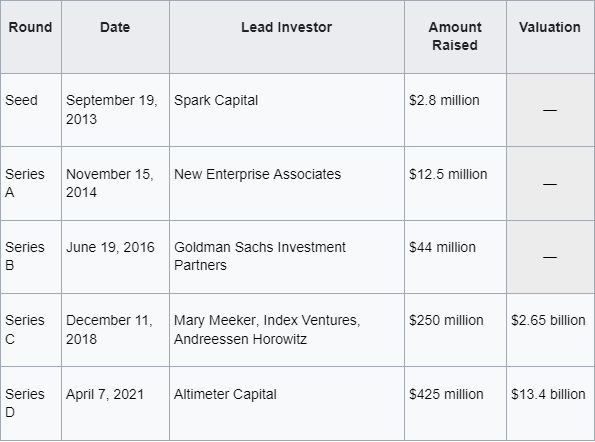 Round Date Lead Investor Amount Raised Valuation
Seed September 19, 2013 Spark Capital $2.8 million —
Series A November 15, 2014 New Enterprise Associates $12.5 million —
Series B June 19, 2016 Goldman Sachs Investment Partners $44 million —
Series C December 11, 2018 Mary Meeker, Index Ventures, Andreessen Horowitz $250 million $2.65 billion
Series D April 7, 2021 Altimeter Capital $425 million $13.4 billion